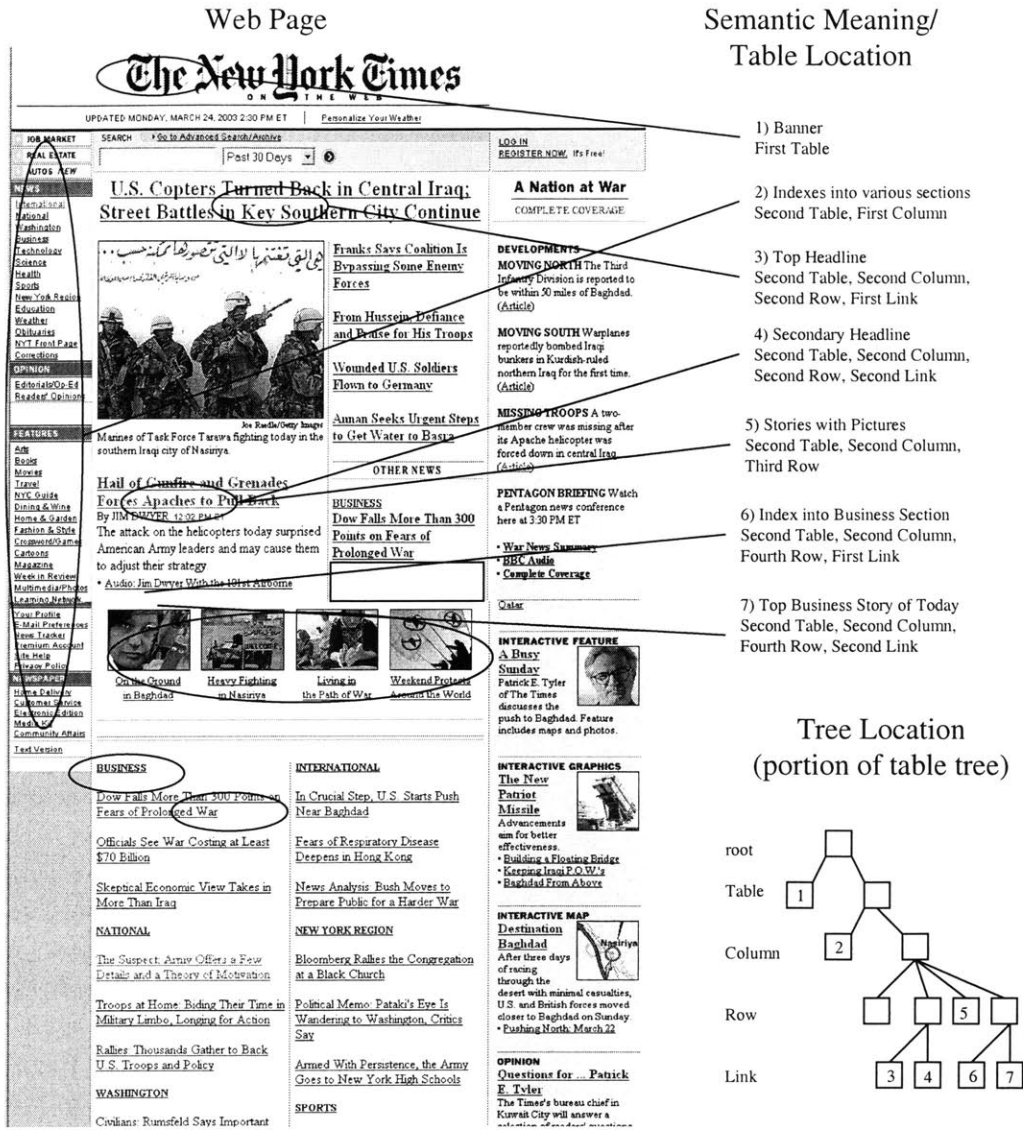 Web Page
Semantic Meaning/
Table Location
The New York Times
ON THE WEB
UPDATED MONDAY, MARCH 24, 2003 2:30 PM ET
Personalize Your Weather
JOB MARKET
REAL ESTATE
AUTOS NEW
NEWS
International
National
Washington
Business
Technology
Science
Health
Sports
New York Region
Education
Weather
Obituaries
NYT Front Page
Corrections
OPINION
Editorials/Op-Ed
Readers' Opinions
FEATURES
Arts
Books
Movies
Travel
NYC Guide
Dining & Wine
Home & Garden
Fashion & Style
Crossword/Games
Cartoons
Magazine
Week in Review
Multimedia/Photos
Learning Network
Your Profile
E-Mail Preferences
News Tracker
Premium Account
Site Help
Privacy Policy
NEWSPAPER
Home Delivery
Customer Service
Electronic Edition
Media Kit
Community Affairs
Text Version
SEARCH
Go to Advanced Search/Archive
Past 30 Days
LOG IN
REGISTER NOW. It's Free!
U.S. Copters Turned Back in Central Iraq;
Street Battles in Key Southern City Continue
Joe Raedle/Getty Images
Marines of Task Force Tarawa fighting today in the
southern Iraqi city of Nasiriya.
Hail of Gunfire and Grenades
Forces Apaches to Pull Back
By JIM DWYER 12:02 PM ET
The attack on the helicopters today surprised
American Army leaders and may cause them
to adjust their strategy.
• Audio: Jim Dwyer With the 101st Airborne
Franks Says Coalition Is
Bypassing Some Enemy
Forces
From Hussein, Defiance
and Praise for His Troops
Wounded U.S. Soldiers
Flown to Germany
Annan Seeks Urgent Steps
to Get Water to Basra
OTHER NEWS
BUSINESS
Dow Falls More Than 300
Points on Fears of
Prolonged War
On the Ground
in Baghdad
Heavy Fighting
in Nasiriya
Living in
the Path of War
Weekend Protests
Around the World
BUSINESS
Dow Falls More Than 300 Points on
Fears of Prolonged War
Officials See War Costing at Least
$70 Billion
Skeptical Economic View Takes in
More Than Iraq
NATIONAL
The Suspect: Army Offers a Few
Details and a Theory of Motivation
Troops at Home: Biding Their Time in
Military Limbo, Longing for Action
Rallies: Thousands Gather to Back
U.S. Troops and Policy
WASHINGTON
Civilians: Rumsfeld Says Important
INTERNATIONAL
In Crucial Step, U.S. Starts Push
Near Baghdad
Fears of Respiratory Disease
Deepens in Hong Kong
News Analysis: Bush Moves to
Prepare Public for a Harder War
NEW YORK REGION
Bloomberg Rallies the Congregation
at a Black Church
Political Memo: Pataki's Eye Is
Wandering to Washington, Critics
Say
Armed With Persistence, the Army
Goes to New York High Schools
SPORTS
A Nation at War
COMPLETE COVERAGE
DEVELOPMENTS
MOVING NORTH The Third
Infantry Division is reported to
be within 50 miles of Baghdad.
(Article)
MOVING SOUTH Warplanes
reportedly bombed Iraqi
bunkers in Kurdish-ruled
northern Iraq for the first time.
(Article)
MISSING TROOPS A two-
member crew was missing after
its Apache helicopter was
forced down in central Iraq.
(Article)
PENTAGON BRIEFING Watch
a Pentagon news conference
here at 3:30 PM ET
• War News Summary
• BBC Audio
• Complete Coverage
Qatar
INTERACTIVE FEATURE
A Busy
Sunday
Patrick E. Tyler
of The Times
discusses the
push to Baghdad. Feature
includes maps and photos.
INTERACTIVE GRAPHICS
The New
Patriot
Missile
Advancements
aim for better
effectiveness.
• Building a Floating Bridge
• Keeping Iraqi P.O.W.'s
• Baghdad From Above
INTERACTIVE MAP
Destination
Baghdad
Nasiriya
After three days
of racing
through the
desert with minimal casualties,
U.S. and British forces moved
closer to Baghdad on Sunday.
• Pushing North: March 22
OPINION
Questions for ... Patrick
E. Tyler
The Times's bureau chief in
Kuwait City will answer a
selection of readers' questions
1) Banner
First Table
2) Indexes into various sections
Second Table, First Column
3) Top Headline
Second Table, Second Column,
Second Row, First Link
4) Secondary Headline
Second Table, Second Column,
Second Row, Second Link
5) Stories with Pictures
Second Table, Second Column,
Third Row
6) Index into Business Section
Second Table, Second Column,
Fourth Row, First Link
7) Top Business Story of Today
Second Table, Second Column,
Fourth Row, Second Link
Tree Location
(portion of table tree)
root
Table
1
Column
2
Row
5
Link
3 4 6 7